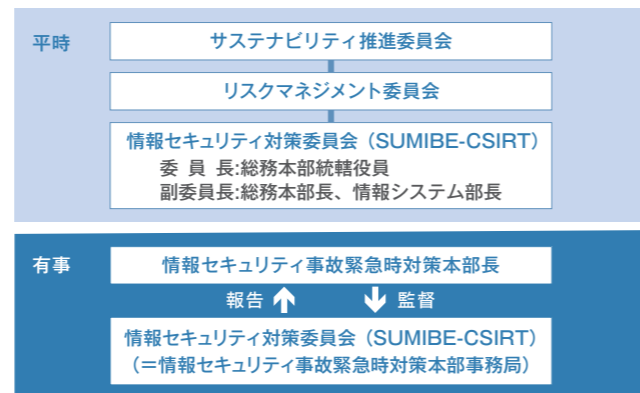 平時
サステナビリティ推進委員会
リスクマネジメント委員会
情報セキュリティ対策委員会（SUMIBE-CSIRT）
委 員 長:総務本部統轄役員
副委員長:総務本部長、情報システム部長
有事
情報セキュリティ事故緊急時対策本部長
報告 監督
情報セキュリティ対策委員会（SUMIBE-CSIRT）
（＝情報セキュリティ事故緊急時対策本部事務局）